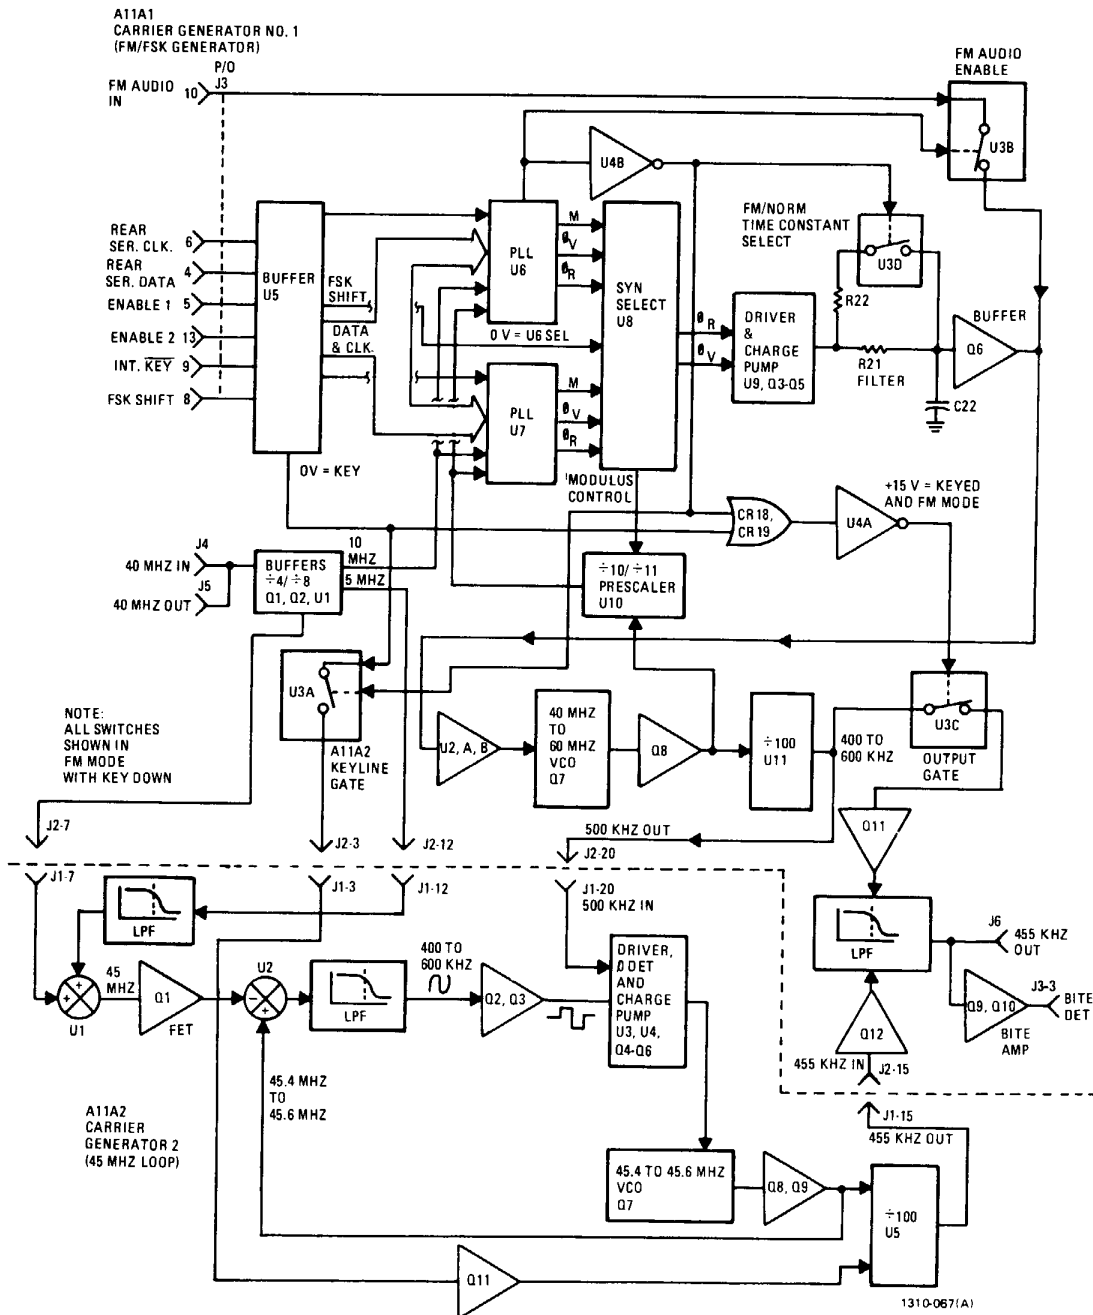 A11A1
CARRIER GENERATOR NO. 1
(FM/FSK GENERATOR)
P/O
J3
FM AUDIO
IN
10
FM AUDIO
ENABLE
U3B
U4B
FM/NORM
TIME CONSTANT
SELECT
U3D
R22
REAR
SER. CLK.
6
REAR
SER. DATA
4
ENABLE 1
5
ENABLE 2
13
INT. KEY
9
FSK SHIFT
8
BUFFER
U5
FSK
SHIFT
DATA
& CLK.
0V = KEY
PLL
U6
M
ØV
ØR
0 V = U6 SEL
PLL
U7
M
ØV
ØR
SYN
SELECT
U8
ØR
ØV
DRIVER
&
CHARGE
PUMP
U9, Q3-Q5
R21
FILTER
BUFFER
Q6
C22
MODULUS
CONTROL
CR18,
CR19
+15 V = KEYED
AND FM MODE
U4A
J4
40 MHZ IN
J5
40 MHZ OUT
BUFFERS
÷4/÷8
Q1, Q2, U1
10
MHZ
5 MHZ
÷10/÷11
PRESCALER
U10
U3A
A11A2
KEYLINE
GATE
NOTE:
ALL SWITCHES
SHOWN IN
FM MODE
WITH KEY DOWN
U2, A, B
40 MHZ
TO
60 MHZ
VCO
Q7
Q8
÷100
U11
400 TO
600 KHZ
U3C
OUTPUT
GATE
Q11
J2-7
J2-3
J2-12
500 KHZ OUT
J2-20
J1-7
J1-3
J1-12
J1-20
500 KHZ IN
LPF
U1
45
MHZ
Q1
FET
U2
LPF
400 TO
600 KHZ
Q2, Q3
DRIVER,
Ø DET
AND
CHARGE
PUMP
U3, U4,
Q4-Q6
LPF
J6
455 KHZ
OUT
Q9, Q10
BITE
AMP
J3-3
BITE
DET
Q12
455 KHZ IN
J2-15
J1-15
455 KHZ OUT
45.4 MHZ
TO
45.6 MHZ
A11A2
CARRIER
GENERATOR 2
(45 MHZ LOOP)
45.4 TO 45.6 MHZ
VCO
Q7
Q8, Q9
÷100
U5
Q11
1310-067(A)